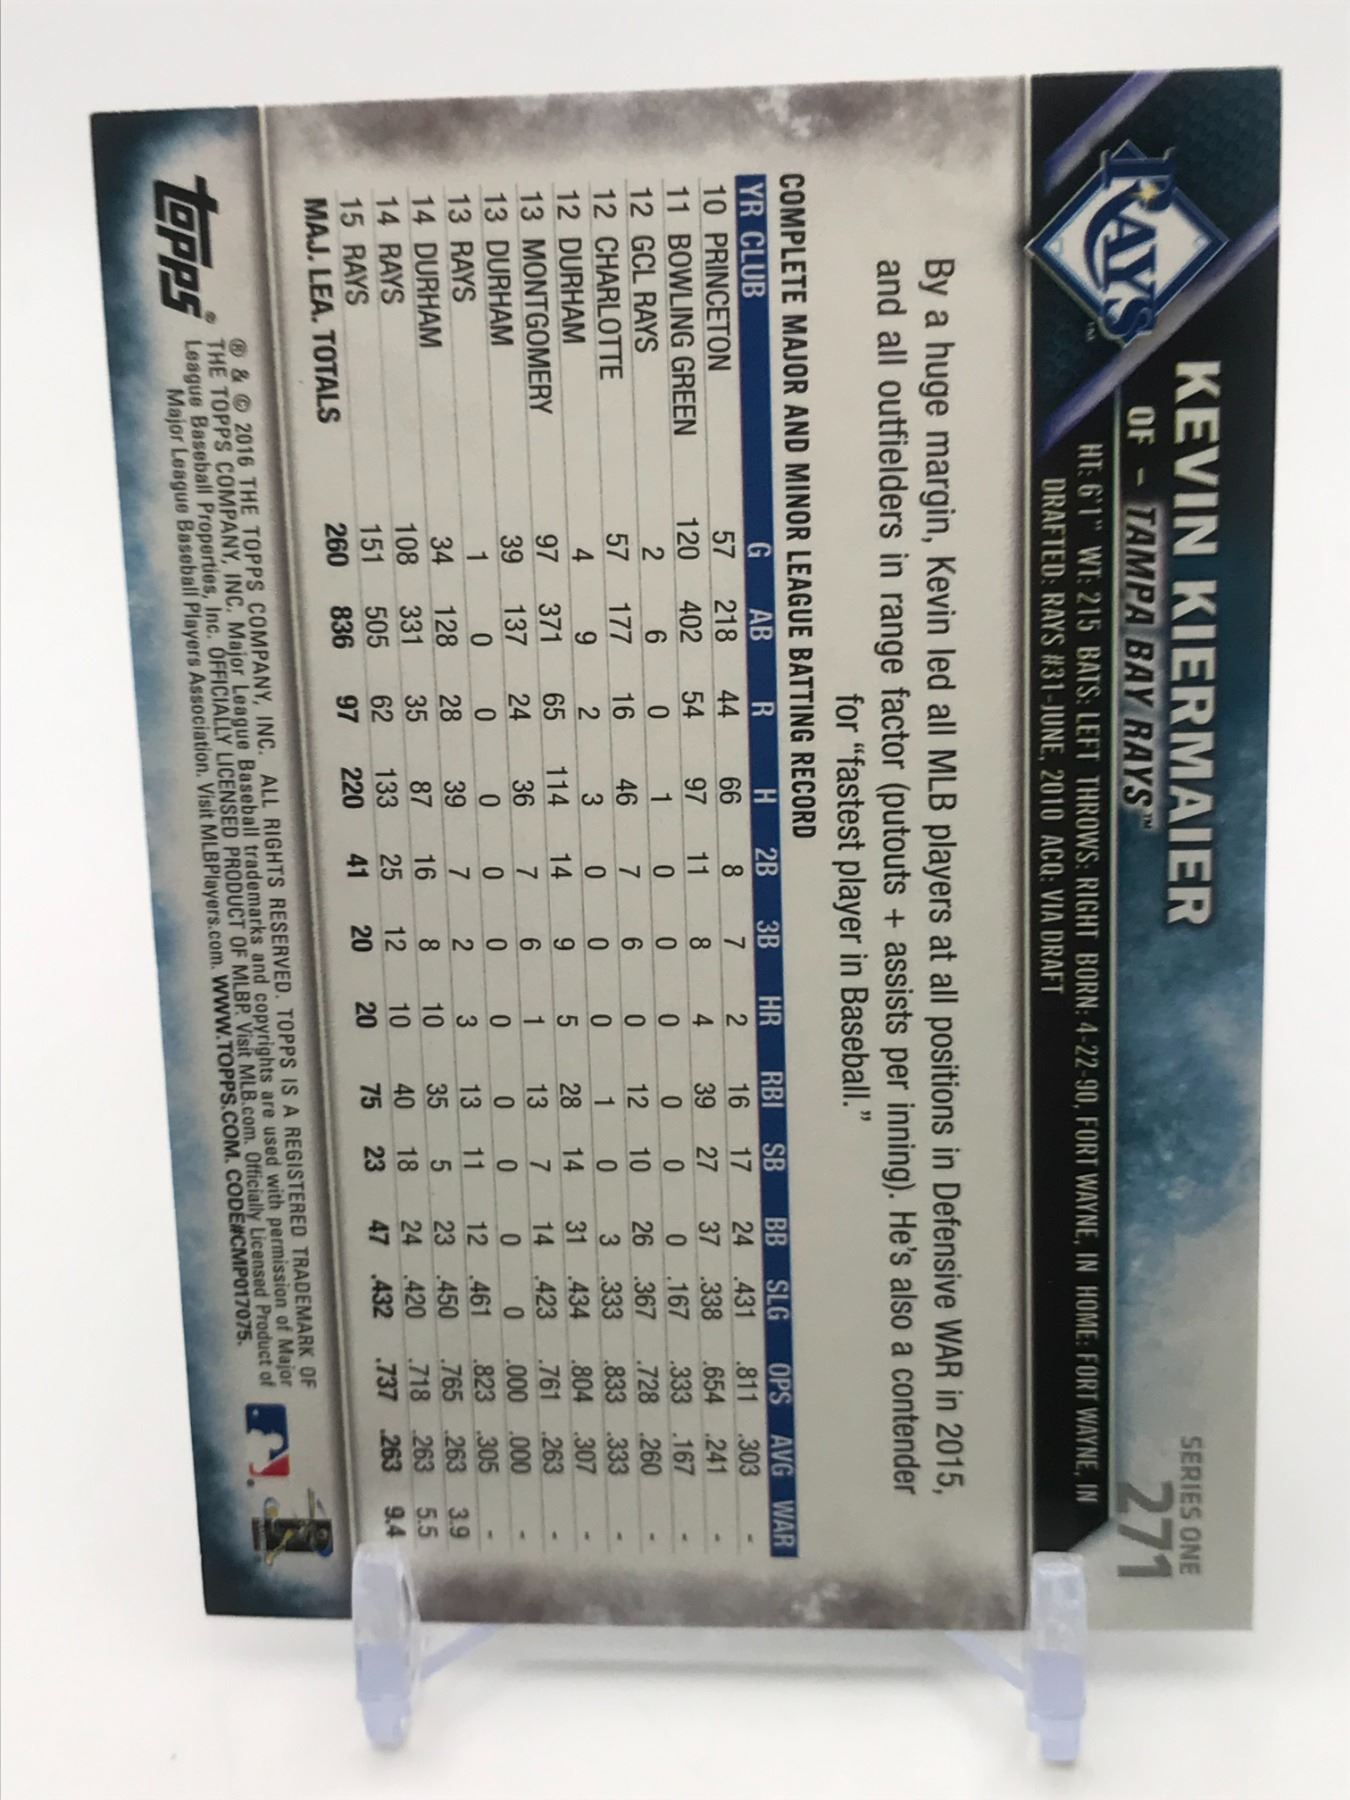 RAYS™
KEVIN KIERMAIER
SERIES ONE
271
OF - TAMPA BAY RAYS™
HT: 6'1" WT: 215 BATS: LEFT THROWS: RIGHT BORN: 4-22-90, FORT WAYNE, IN HOME: FORT WAYNE, IN
DRAFTED: RAYS #31-JUNE, 2010 ACQ: VIA DRAFT
By a huge margin, Kevin led all MLB players at all positions in Defensive WAR in 2015,
and all outfielders in range factor (putouts + assists per inning). He's also a contender
for "fastest player in Baseball."
COMPLETE MAJOR AND MINOR LEAGUE BATTING RECORD
YR CLUB G AB R H 2B 3B HR RBI SB BB SLG OPS AVG WAR
10 PRINCETON 57 218 44 66 8 7 2 16 17 24 .431 .811 .303 -
11 BOWLING GREEN 120 402 54 97 11 8 4 39 27 37 .338 .654 .241 -
12 GCL RAYS 2 6 0 1 0 0 0 0 0 0 .167 .333 .167 -
12 CHARLOTTE 57 177 16 46 7 6 0 12 10 26 .367 .728 .260 -
12 DURHAM 4 9 2 3 0 0 0 1 0 3 .333 .833 .333 -
13 MONTGOMERY 97 371 65 114 14 9 5 28 14 31 .434 .804 .307 -
13 DURHAM 39 137 24 36 7 6 1 13 7 14 .423 .761 .263 -
13 RAYS 1 0 0 0 0 0 0 0 0 0 0 .000 .000 -
14 DURHAM 34 128 28 39 7 2 3 13 11 12 .461 .823 .305 -
14 RAYS 108 331 35 87 16 8 10 35 5 23 .450 .765 .263 3.9
15 RAYS 151 505 62 133 25 12 10 40 18 24 .420 .718 .263 5.5
MAJ. LEA. TOTALS 260 836 97 220 41 20 20 75 23 47 .432 .737 .263 9.4
topps®
® & © 2016 THE TOPPS COMPANY, INC. ALL RIGHTS RESERVED. TOPPS IS A REGISTERED TRADEMARK OF
THE TOPPS COMPANY, INC. Major League Baseball trademarks and copyrights are used with permission of Major
League Baseball Properties, Inc. OFFICIALLY LICENSED PRODUCT OF MLBP. Visit MLB.com. Officially Licensed Product of
Major League Baseball Players Association. Visit MLBPlayers.com. WWW.TOPPS.COM. CODE#CMP017075.